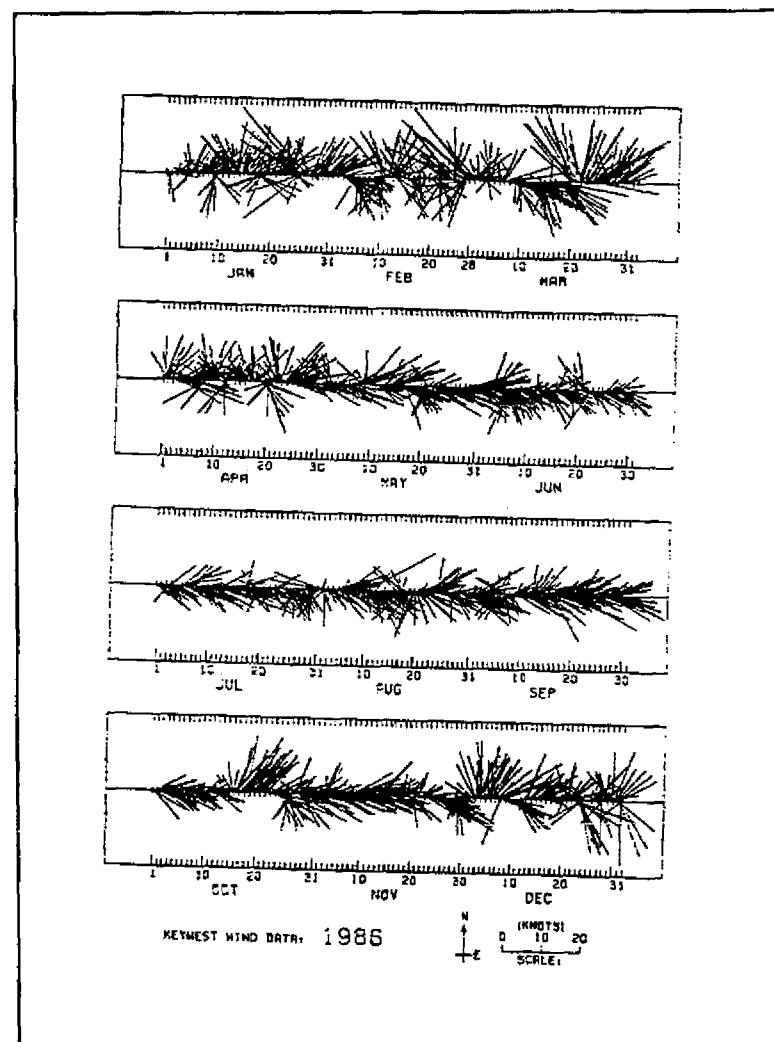 1 10 20 31 10 20 28 10 20 31
JAN FEB MAR
1 10 20 30 10 20 31 10 20 30
APR MAY JUN
1 10 20 31 10 20 31 10 20 30
JUL AUG SEP
1 10 20 31 10 20 30 10 20 31
OCT NOV DEC
KEYWEST WIND DATA:
N
E
(KNOTS)
0 10 20
SCALE: